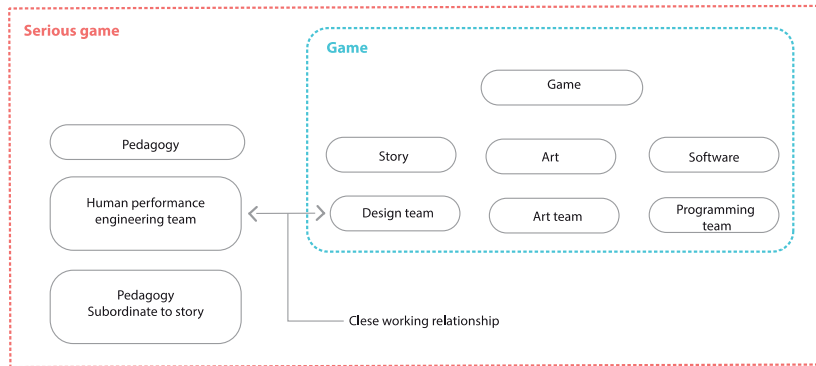 Serious game
Game
Game
Pedagogy
Story
Art
Software
Human performance
engineering team
Design team
Art team
Programming
team
Pedagogy
Subordinate to story
Clese working relationship